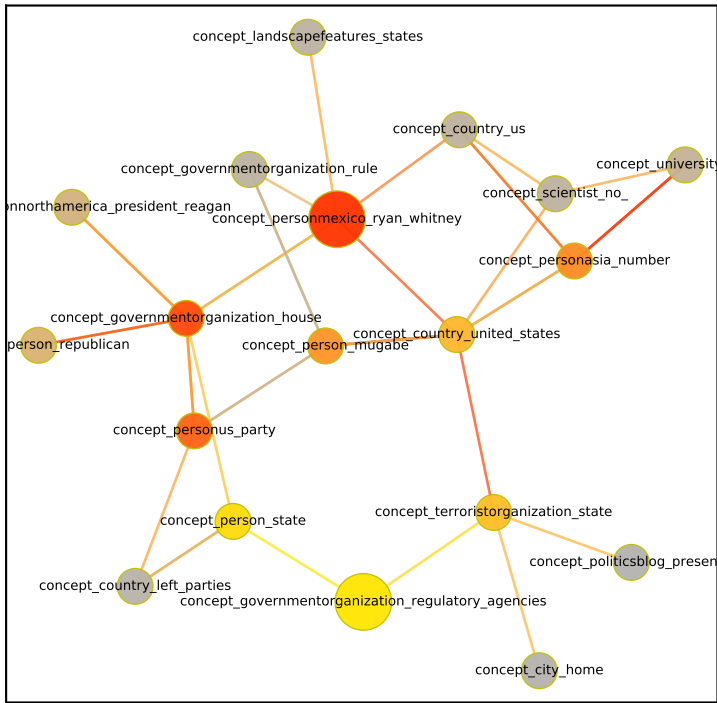 concept_landscapefeatures_states
concept_country_us
concept_governmentorganization_rule
concept_university
concept_scientist_no_
onnorthamerica_president_reagan
concept_personmexico_ryan_whitney
concept_personasia_number
concept_governmentorganization_house
concept_country_united_states
person_republican
concept_person_mugabe
concept_personus_party
concept_terroristorganization_state
concept_person_state
concept_politicsblog_presen
concept_country_left_parties
concept_governmentorganization_regulatory_agencies
concept_city_home